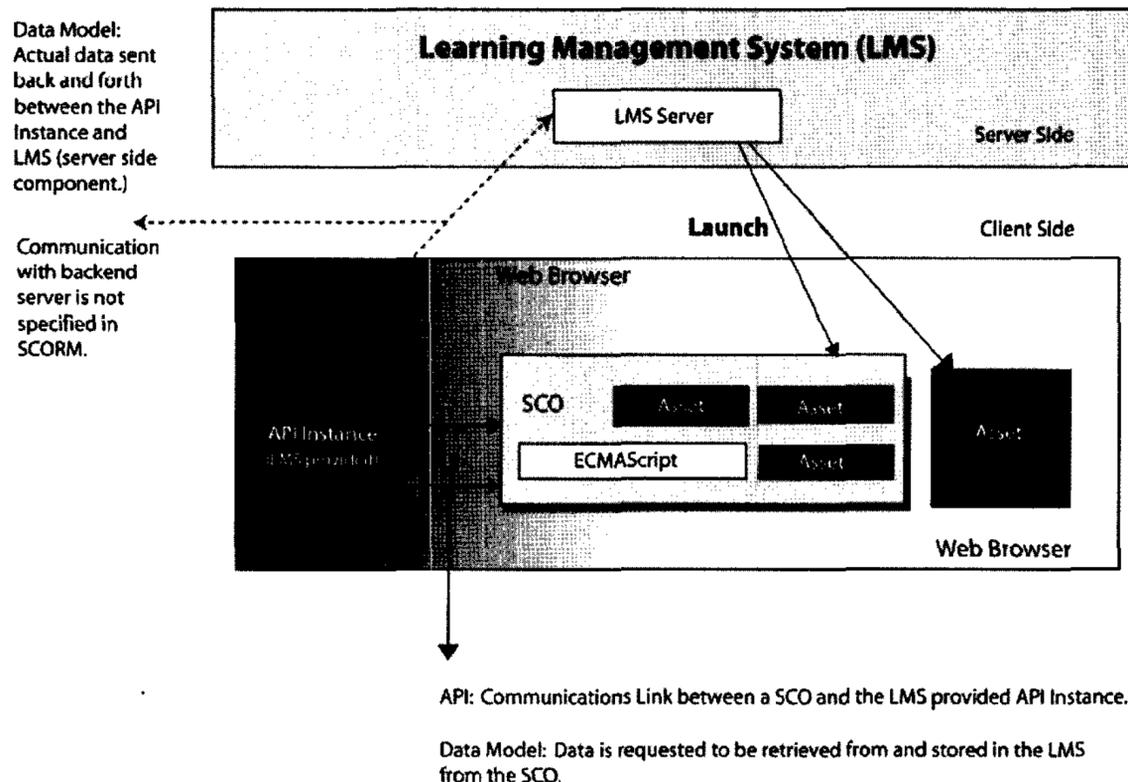 Data Model:
Actual data sent
back and forth
between the API
Instance and
LMS (server side
component.)
Learning Management System (LMS)
LMS Server
Server Side
Communication
with backend
server is not
specified in
SCORM.
Launch
Client Side
Web Browser
API Instance
(LMS provided)
SCO
Asset
Asset
ECMAScript
Asset
Asset
Web Browser
API: Communications Link between a SCO and the LMS provided API Instance.
Data Model: Data is requested to be retrieved from and stored in the LMS
from the SCO.